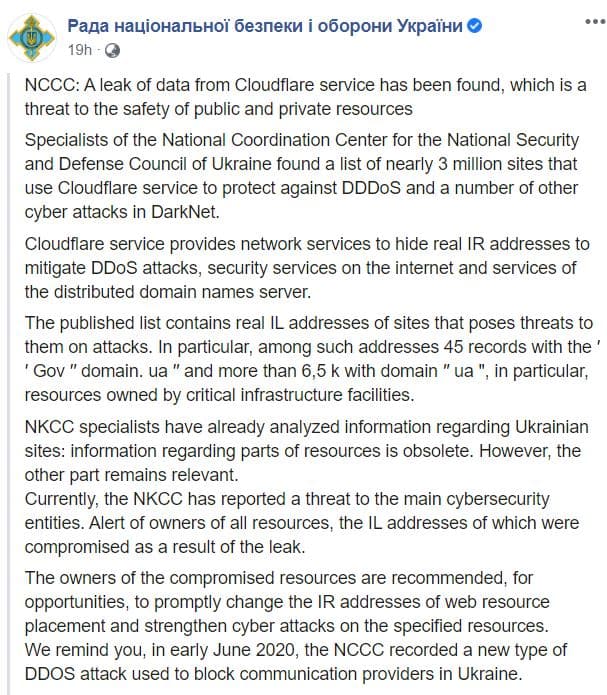 Рада національної безпеки і оборони України
19h ·
NCCC: A leak of data from Cloudflare service has been found, which is a
threat to the safety of public and private resources
Specialists of the National Coordination Center for the National Security
and Defense Council of Ukraine found a list of nearly 3 million sites that
use Cloudflare service to protect against DDDoS and a number of other
cyber attacks in DarkNet.
Cloudflare service provides network services to hide real IR addresses to
mitigate DDoS attacks, security services on the internet and services of
the distributed domain names server.
The published list contains real IL addresses of sites that poses threats to
them on attacks. In particular, among such addresses 45 records with the ′
′ Gov ″ domain. ua ″ and more than 6,5 k with domain ″ ua ", in particular,
resources owned by critical infrastructure facilities.
NKCC specialists have already analyzed information regarding Ukrainian
sites: information regarding parts of resources is obsolete. However, the
other part remains relevant.
Currently, the NKCC has reported a threat to the main cybersecurity
entities. Alert of owners of all resources, the IL addresses of which were
compromised as a result of the leak.
The owners of the compromised resources are recommended, for
opportunities, to promptly change the IR addresses of web resource
placement and strengthen cyber attacks on the specified resources.
We remind you, in early June 2020, the NCCC recorded a new type of
DDOS attack used to block communication providers in Ukraine.